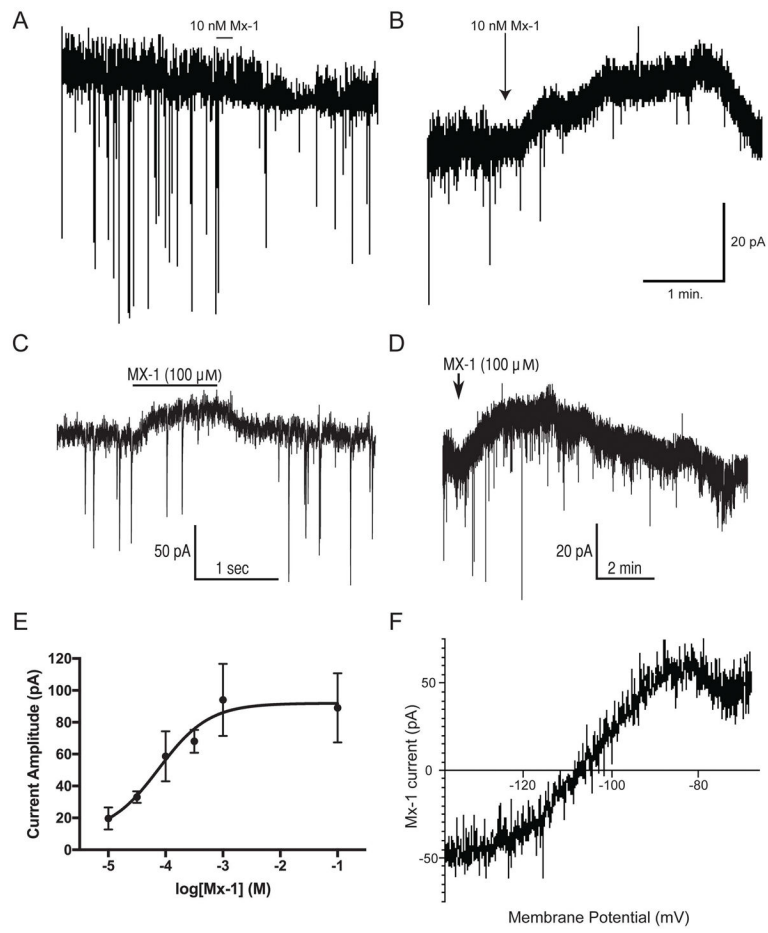 A
10 nM Mx-1
B
10 nM Mx-1
20 pA
1 min.
C
MX-1 (100 μM)
50 pA
1 sec
D
MX-1 (100 μM)
20 pA
2 min
E
120
100
80
60
40
20
0
-5
-4
-3
-2
-1
Current Amplitude (pA)
log[Mx-1] (M)
F
50
0
-50
-120
-100
-80
Mx-1 current (pA)
Membrane Potential (mV)